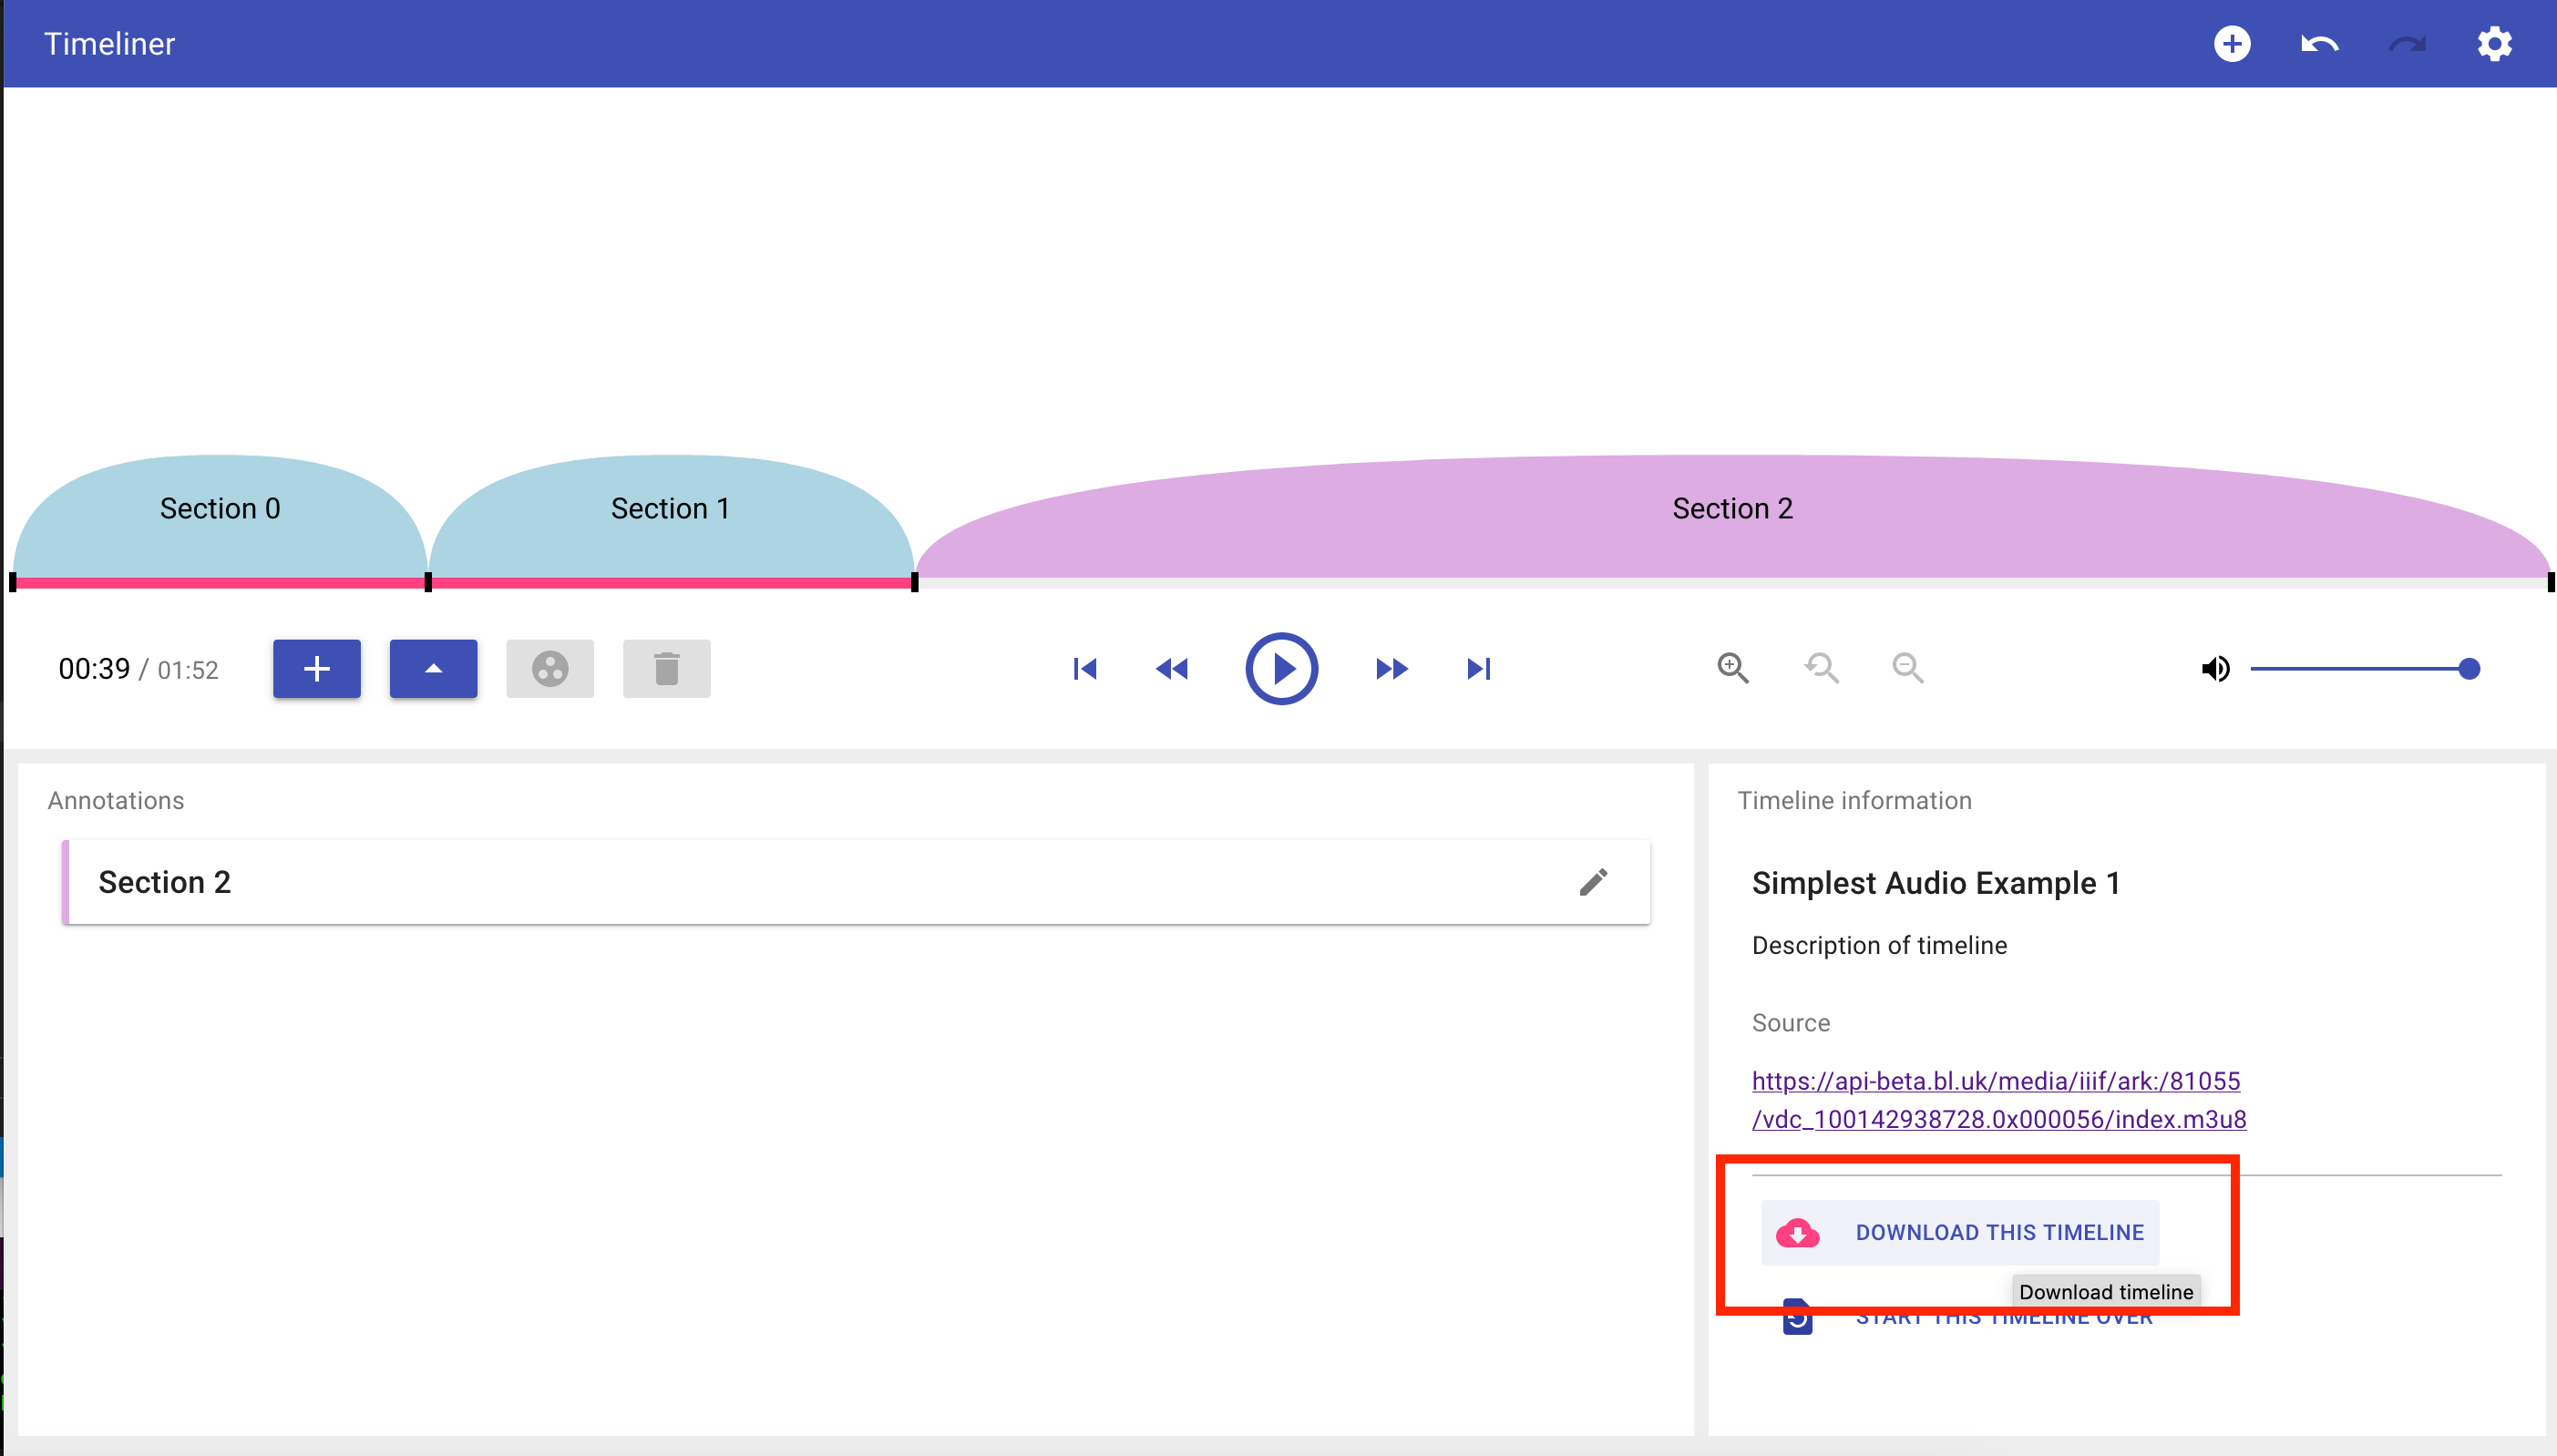 Timeliner
Section 0
Section 1
Section 2
00:39 / 01:52
Annotations
Section 2
Timeline information
Simplest Audio Example 1
Description of timeline
Source
https://api-beta.bl.uk/media/iiif/ark:/81055
/vdc_100142938728.0x000056/index.m3u8
DOWNLOAD THIS TIMELINE
Download timeline
START THIS TIMELINE OVER